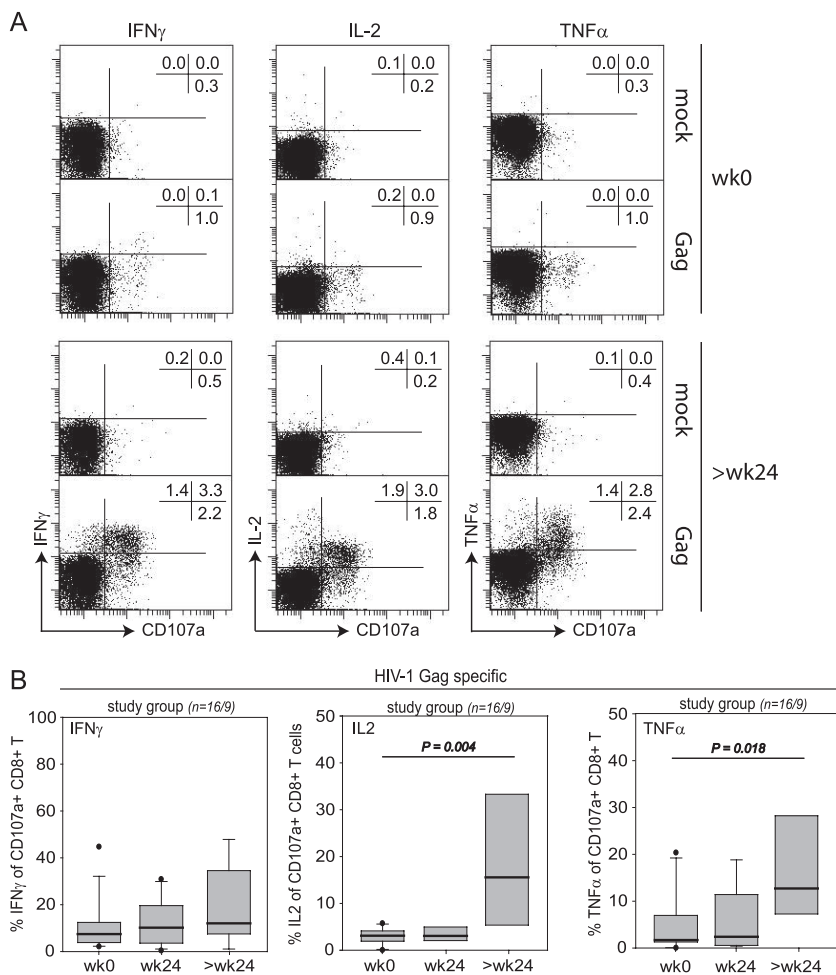 A
IFNγ IL-2 TNFα
0.0 0.0
0.3
0.1 0.0
0.2
0.0 0.0
0.3
mock
0.0 0.1
1.0
0.2 0.0
0.9
0.0 0.0
1.0
Gag
wk0
0.2 0.0
0.5
0.4 0.1
0.2
0.1 0.0
0.4
mock
1.4 3.3
2.2
1.9 3.0
1.8
1.4 2.8
2.4
Gag
>wk24
IFNγ
IL-2
TNFα
CD107a CD107a CD107a
B
HIV-1 Gag specific
study group (n=16/9)
IFNγ
% IFNγ of CD107a+ CD8+ T
100
80
60
40
20
0
wk0 wk24 >wk24
study group (n=16/9)
IL2
P = 0.004
% IL2 of CD107a+ CD8+ T cells
50
40
30
20
10
0
wk0 wk24 >wk24
study group (n=16/9)
TNFα
P = 0.018
% TNFα of CD107a+ CD8+ T
50
40
30
20
10
0
wk0 wk24 >wk24